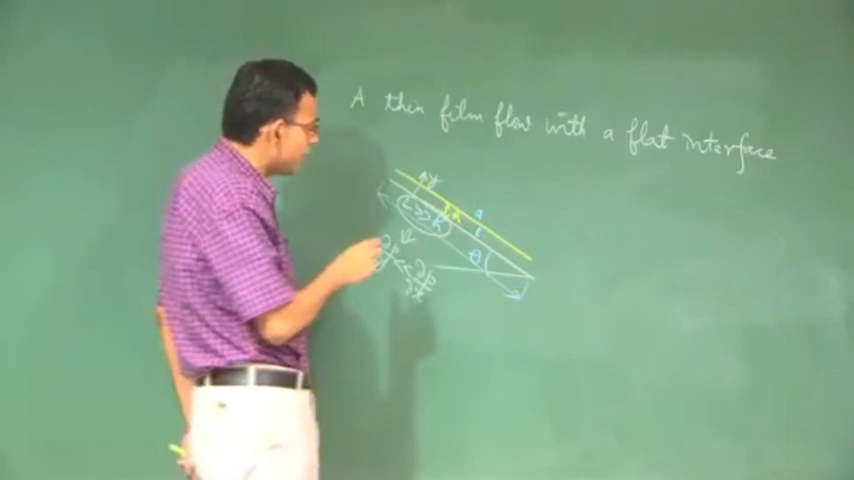 A thin film flow with a flat interface
y
h
L >> h
θ